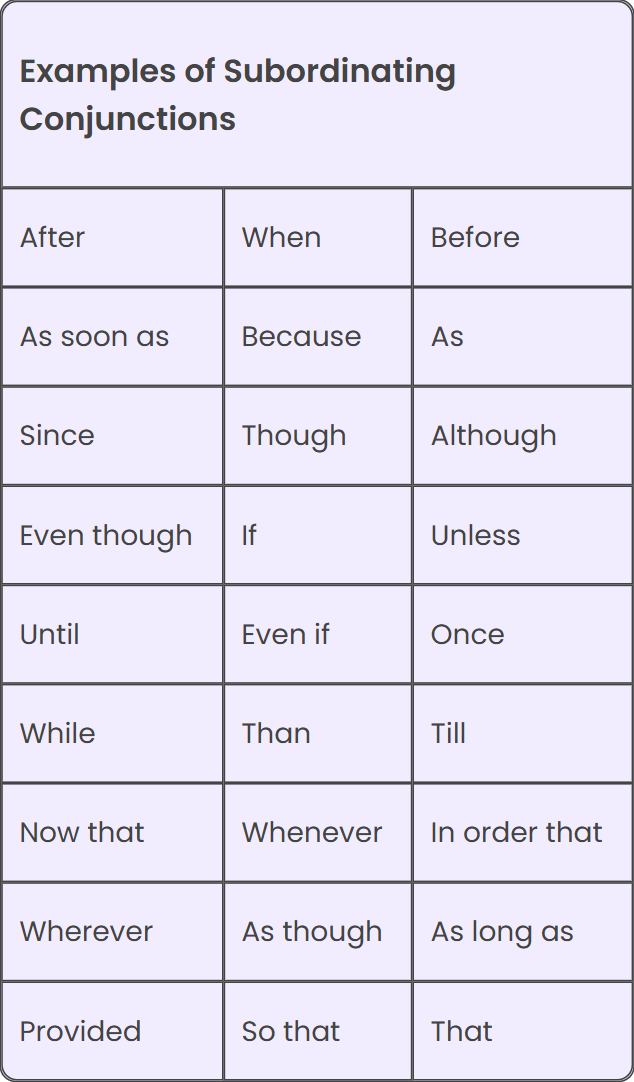 Examples of Subordinating
Conjunctions
After When Before
As soon as Because As
Since Though Although
Even though If Unless
Until Even if Once
While Than Till
Now that Whenever In order that
Wherever As though As long as
Provided So that That